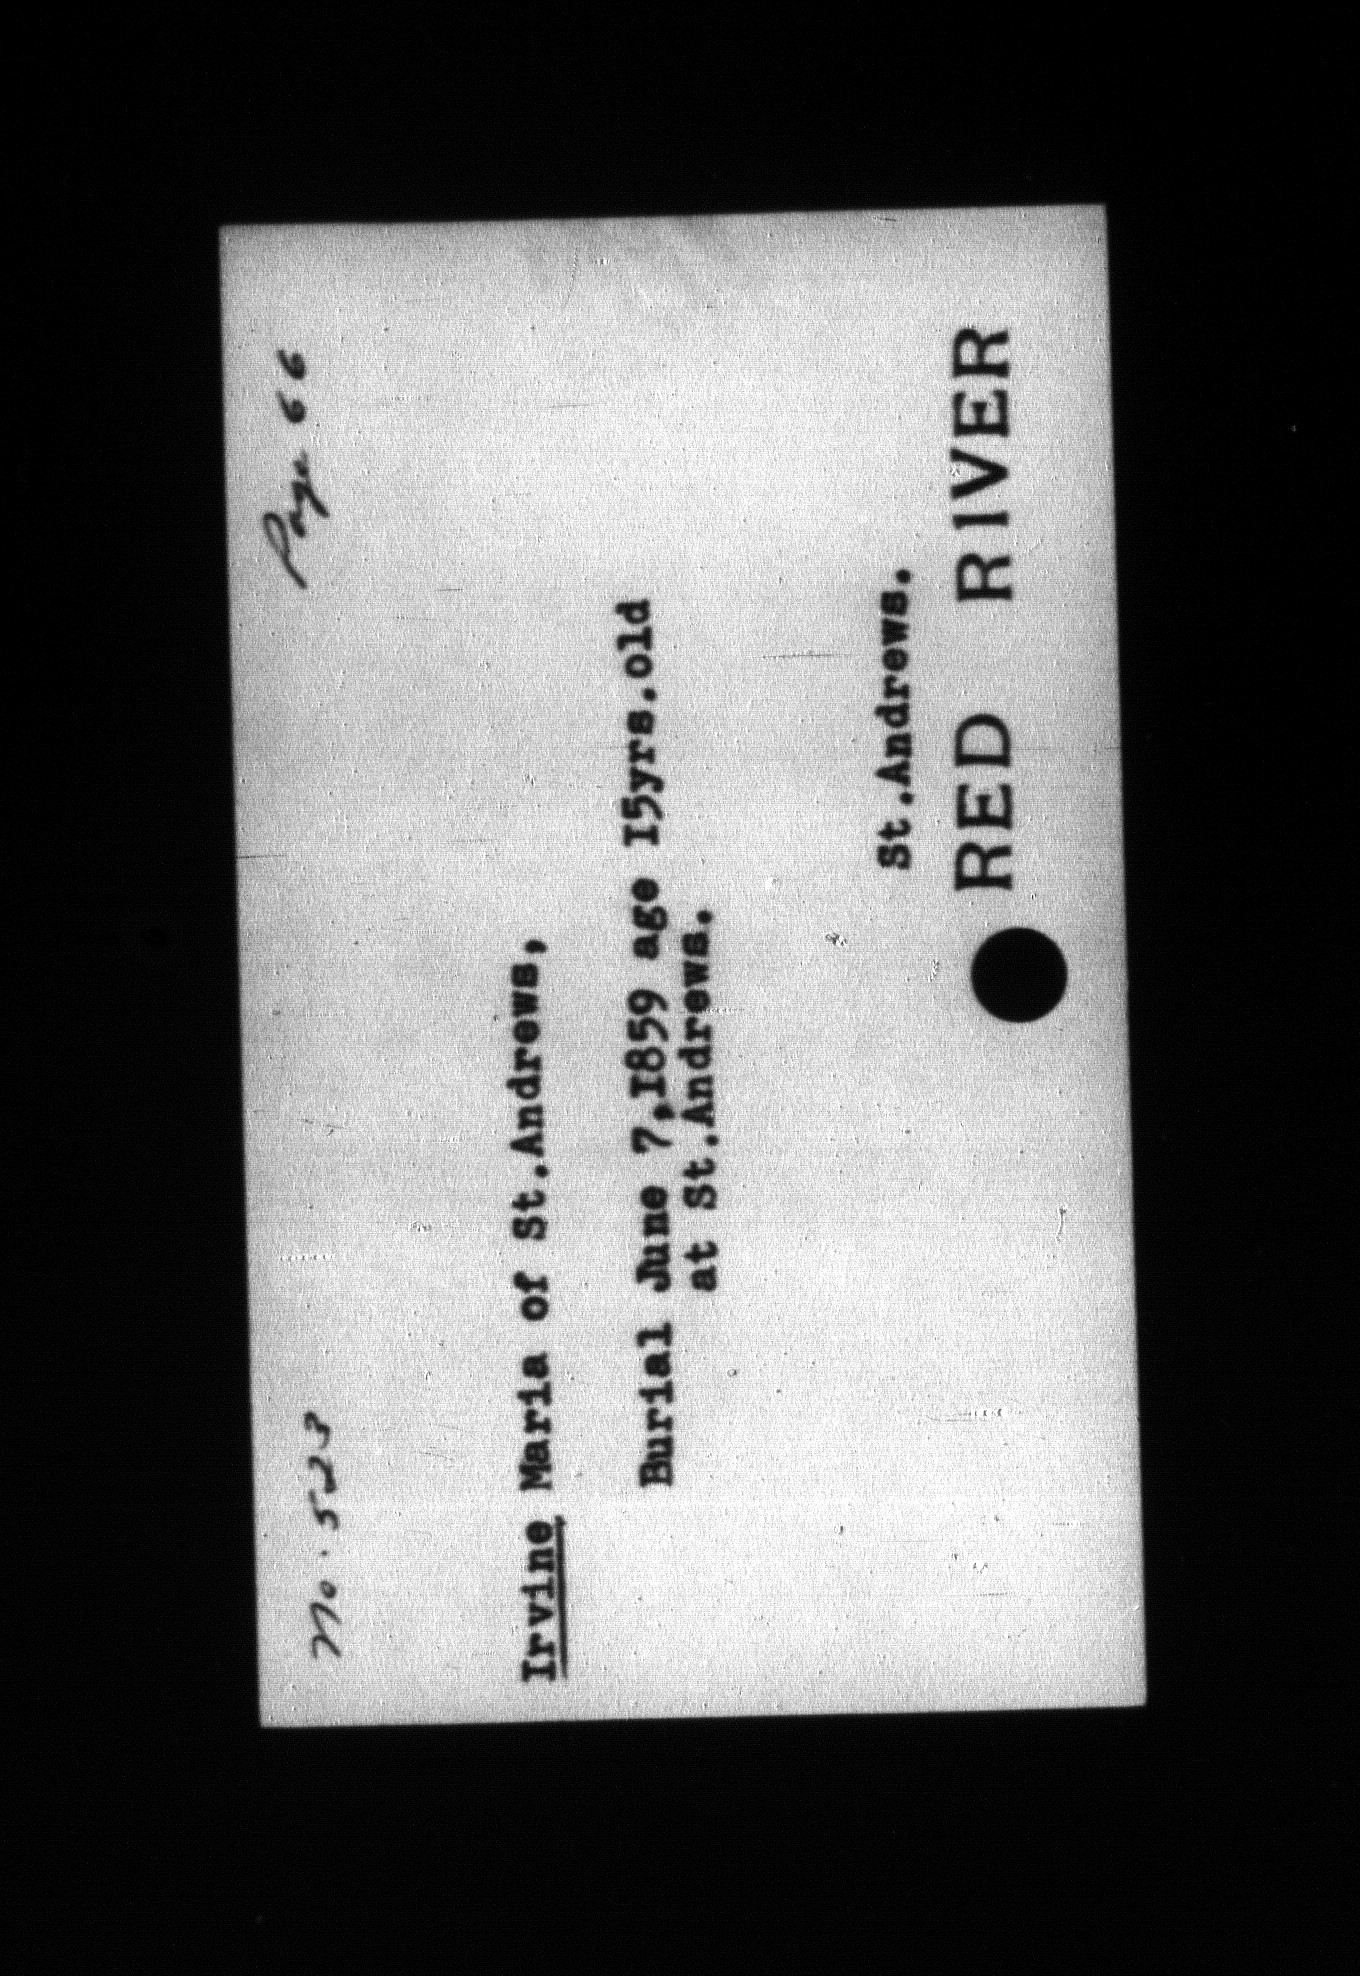 No. 523 Page 66
Irvine Maria of St.Andrews,
Burial June 7,1859 age 15yrs.old
at St.Andrews.
St.Andrews.
RED RIVER